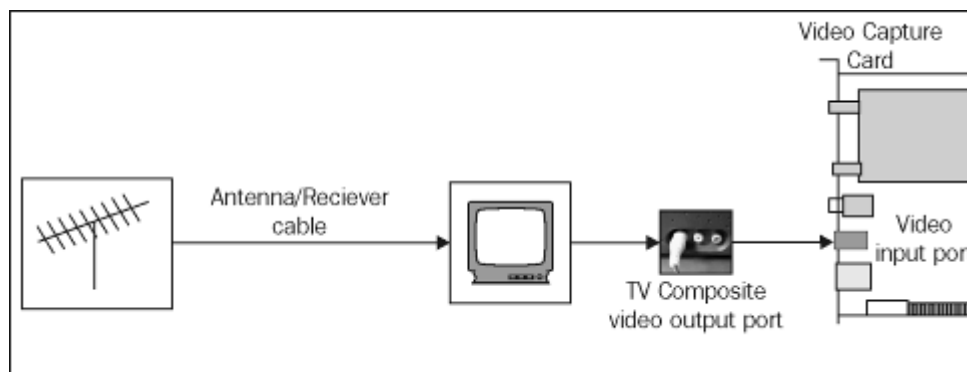 Video Capture
Card
Antenna/Reciever
cable
Video
input por
TV Composite
video output port